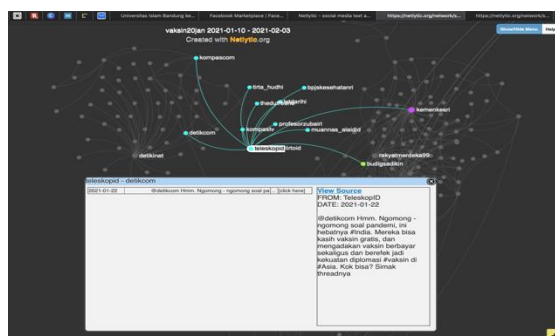 Universitas Islam Bandung ke...
Facebook Marketplace | Face...
Netlytic - social media text a...
https://netlytic.org/network/s...
https://netlytic.org/network/s...
vaksin20jan 2021-01-10 - 2021-02-03
Created with Netlytic.org
Show/Hide Menu
Help
kompascom
tirta_hudhi
bpjskesehatanri
kemenkesri
profesorzubairi
detikcom
kompastv
muannas_alaidid
detikinet
teleskopid
tirtoid
rakyatmerdeka99
budigsadikin
teleskopid - detikcom
[2021-01-22
@detikcom Hmm. Ngomong - ngomong soal pa
... [click here]
View Source
FROM: TeleskopID
DATE: 2021-01-22
@detikcom Hmm. Ngomong -
ngomong soal pandemi, ini
hebatnya #India. Mereka bisa
kasih vaksin gratis, dan
mengadakan vaksin berbayar
sekaligus dan berefek jadi
kekuatan diplomasi #vaksin di
#Asia. Kok bisa? Simak
threadnya